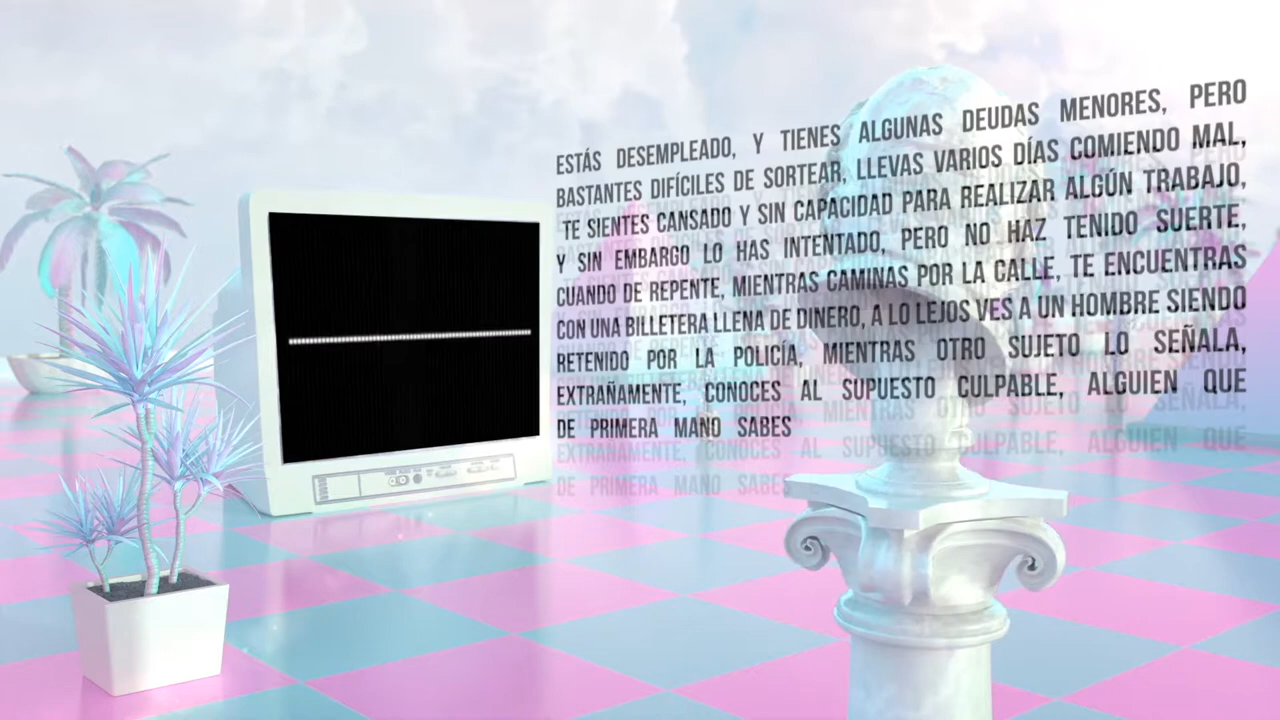 ESTÁS DESEMPLEADO, Y TIENES ALGUNAS DEUDAS MENORES, PERO
BASTANTES DIFÍCILES DE SORTEAR, LLEVAS VARIOS DÍAS COMIENDO MAL,
TE SIENTES CANSADO Y SIN CAPACIDAD PARA REALIZAR ALGÚN TRABAJO,
Y SIN EMBARGO LO HAS INTENTADO, PERO NO HAZ TENIDO SUERTE,
CUANDO DE REPENTE, MIENTRAS CAMINAS POR LA CALLE, TE ENCUENTRAS
CON UNA BILLETERA LLENA DE DINERO, A LO LEJOS VES A UN HOMBRE SIENDO
RETENIDO POR LA POLICÍA, MIENTRAS OTRO SUJETO LO SEÑALA,
EXTRAÑAMENTE, CONOCES AL SUPUESTO CULPABLE, ALGUIEN QUE
DE PRIMERA MANO SABES